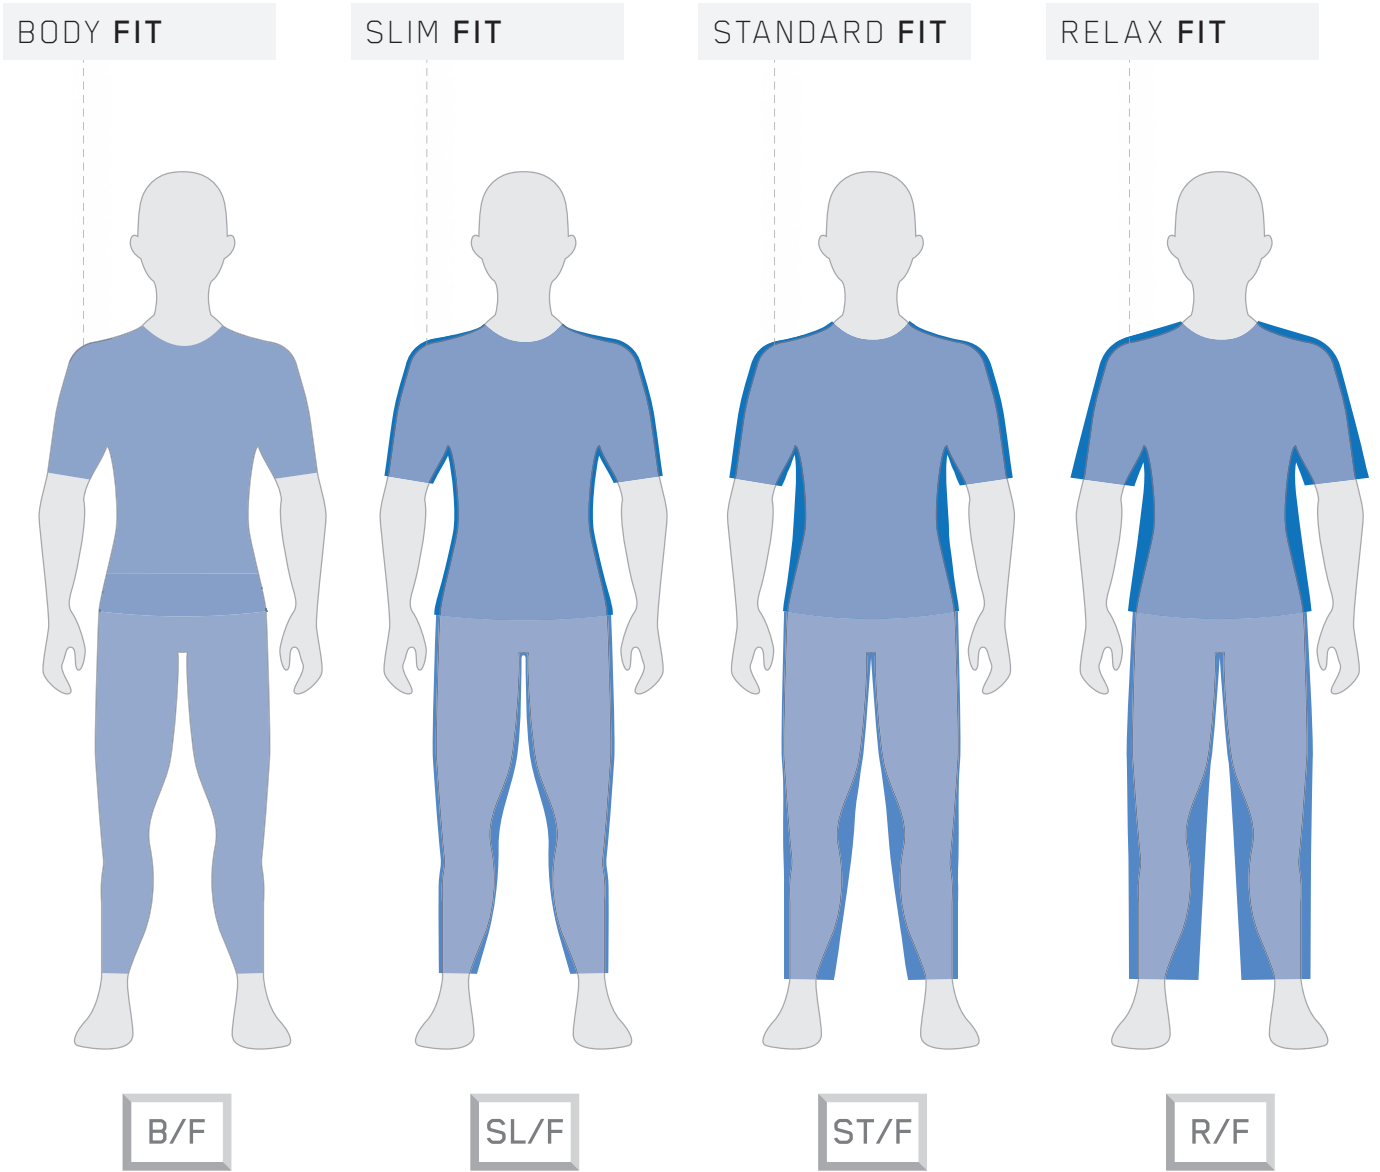 BODY FIT
SLIM FIT
STANDARD FIT
RELAX FIT
B/F
SL/F
ST/F
R/F